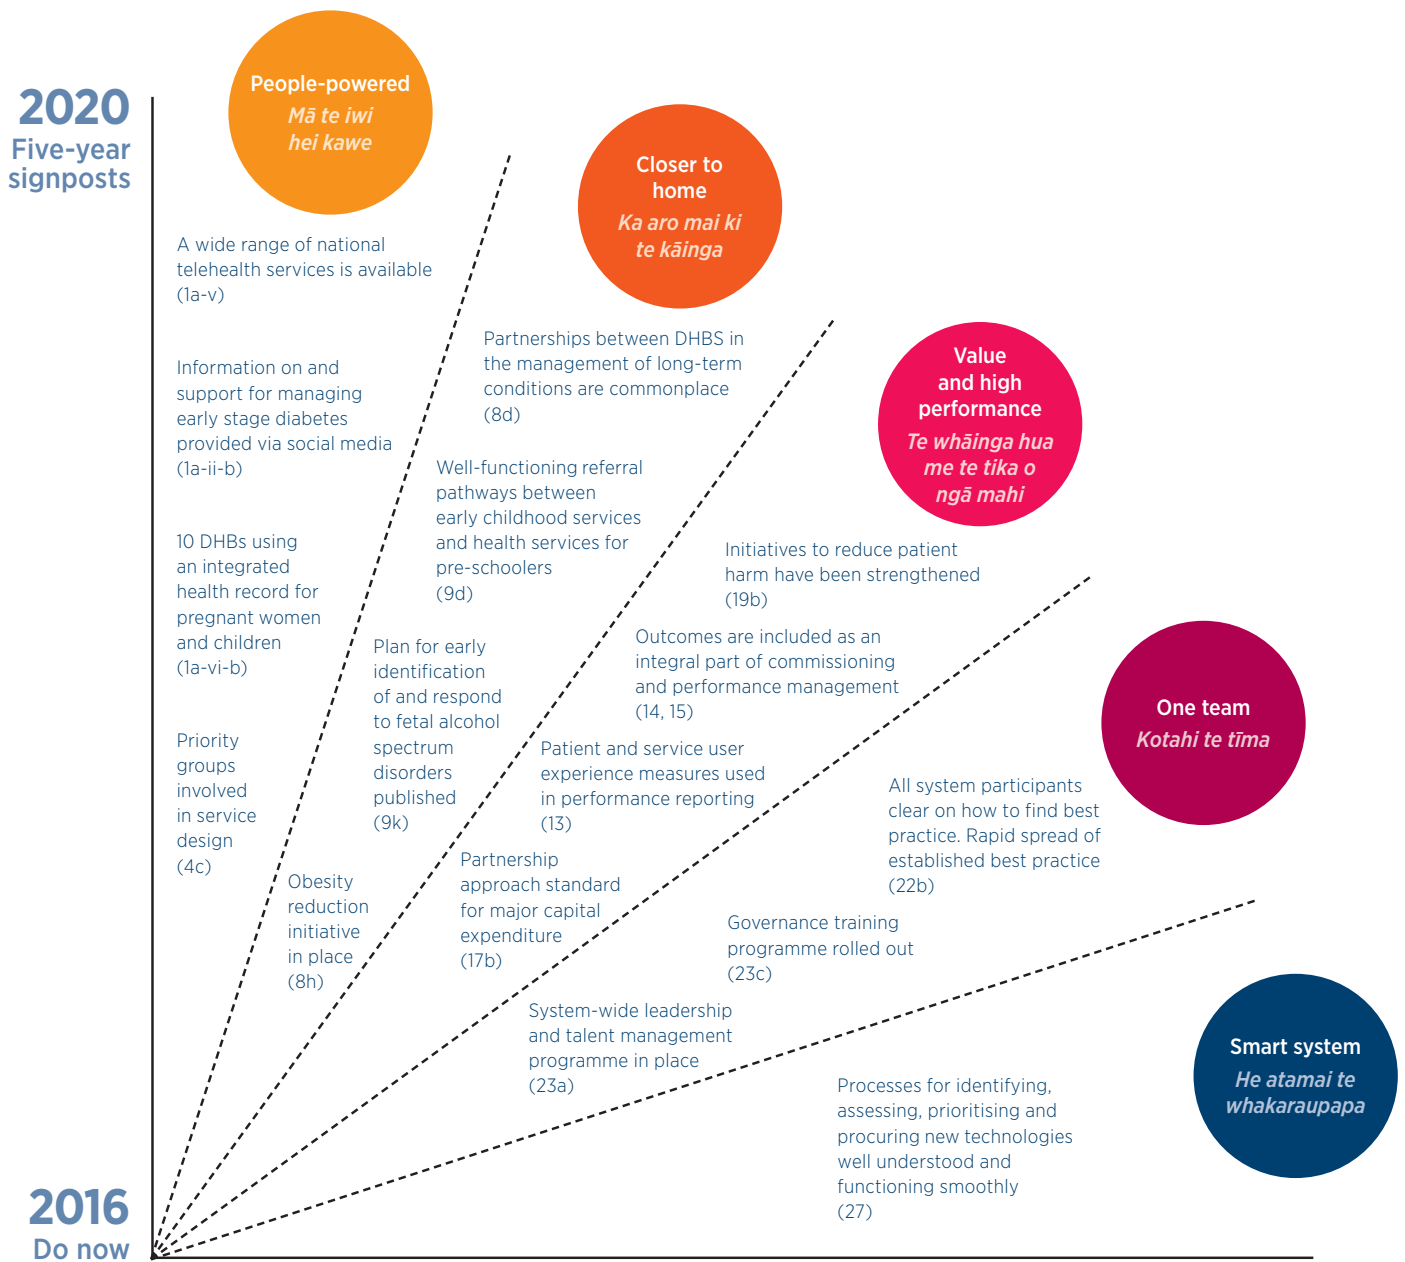 2020
Five-year
signposts
People-powered
Mā te iwi
hei kawe
A wide range of national
telehealth services is available
(1a-v)
Information on and
support for managing
early stage diabetes
provided via social media
(1a-ii-b)
10 DHBs using
an integrated
health record for
pregnant women
and children
(1a-vi-b)
Priority
groups
involved
in service
design
(4c)
Closer to
home
Ka aro mai ki
te kāinga
Partnerships between DHBS in
the management of long-term
conditions are commonplace
(8d)
Well-functioning referral
pathways between
early childhood services
and health services for
pre-schoolers
(9d)
Plan for early
identification
of and respond
to fetal alcohol
spectrum
disorders
published
(9k)
Obesity
reduction
initiative
in place
(8h)
Value
and high
performance
Te whāinga hua
me te tika o
ngā mahi
Initiatives to reduce patient
harm have been strengthened
(19b)
Outcomes are included as an
integral part of commissioning
and performance management
(14, 15)
Patient and service user
experience measures used
in performance reporting
(13)
Partnership
approach standard
for major capital
expenditure
(17b)
One team
Kotahi te tīma
All system participants
clear on how to find best
practice. Rapid spread of
established best practice
(22b)
Governance training
programme rolled out
(23c)
System-wide leadership
and talent management
programme in place
(23a)
Smart system
He atamai te
whakaraupapa
Processes for identifying,
assessing, prioritising and
procuring new technologies
well understood and
functioning smoothly
(27)
2016
Do now